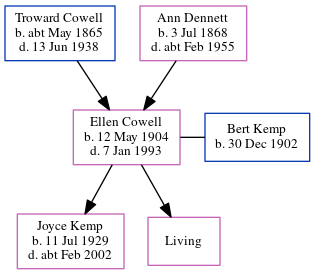 Troward Cowell
b. abt May 1865
d. 13 Jun 1938
Ann Dennett
b. 3 Jul 1868
d. abt Feb 1955
Ellen Cowell
b. 12 May 1904
d. 7 Jan 1993
Bert Kemp
b. 30 Dec 1902
Joyce Kemp
b. 11 Jul 1929
d. abt Feb 2002
Living